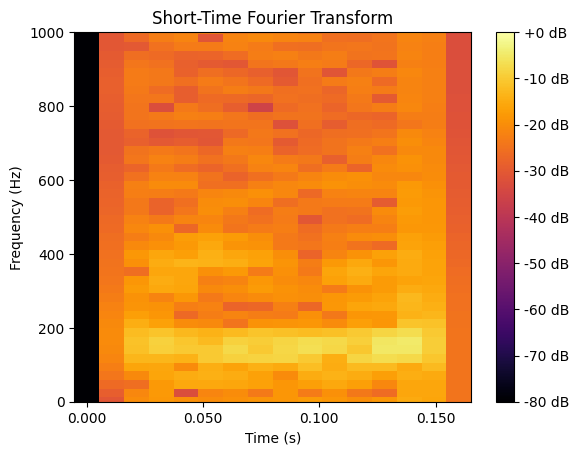 Short-Time Fourier Transform
1000
800
600
400
200
0
Frequency (Hz)
0.000
0.050
0.100
0.150
Time (s)
+0 dB
-10 dB
-20 dB
-30 dB
-40 dB
-50 dB
-60 dB
-70 dB
-80 dB